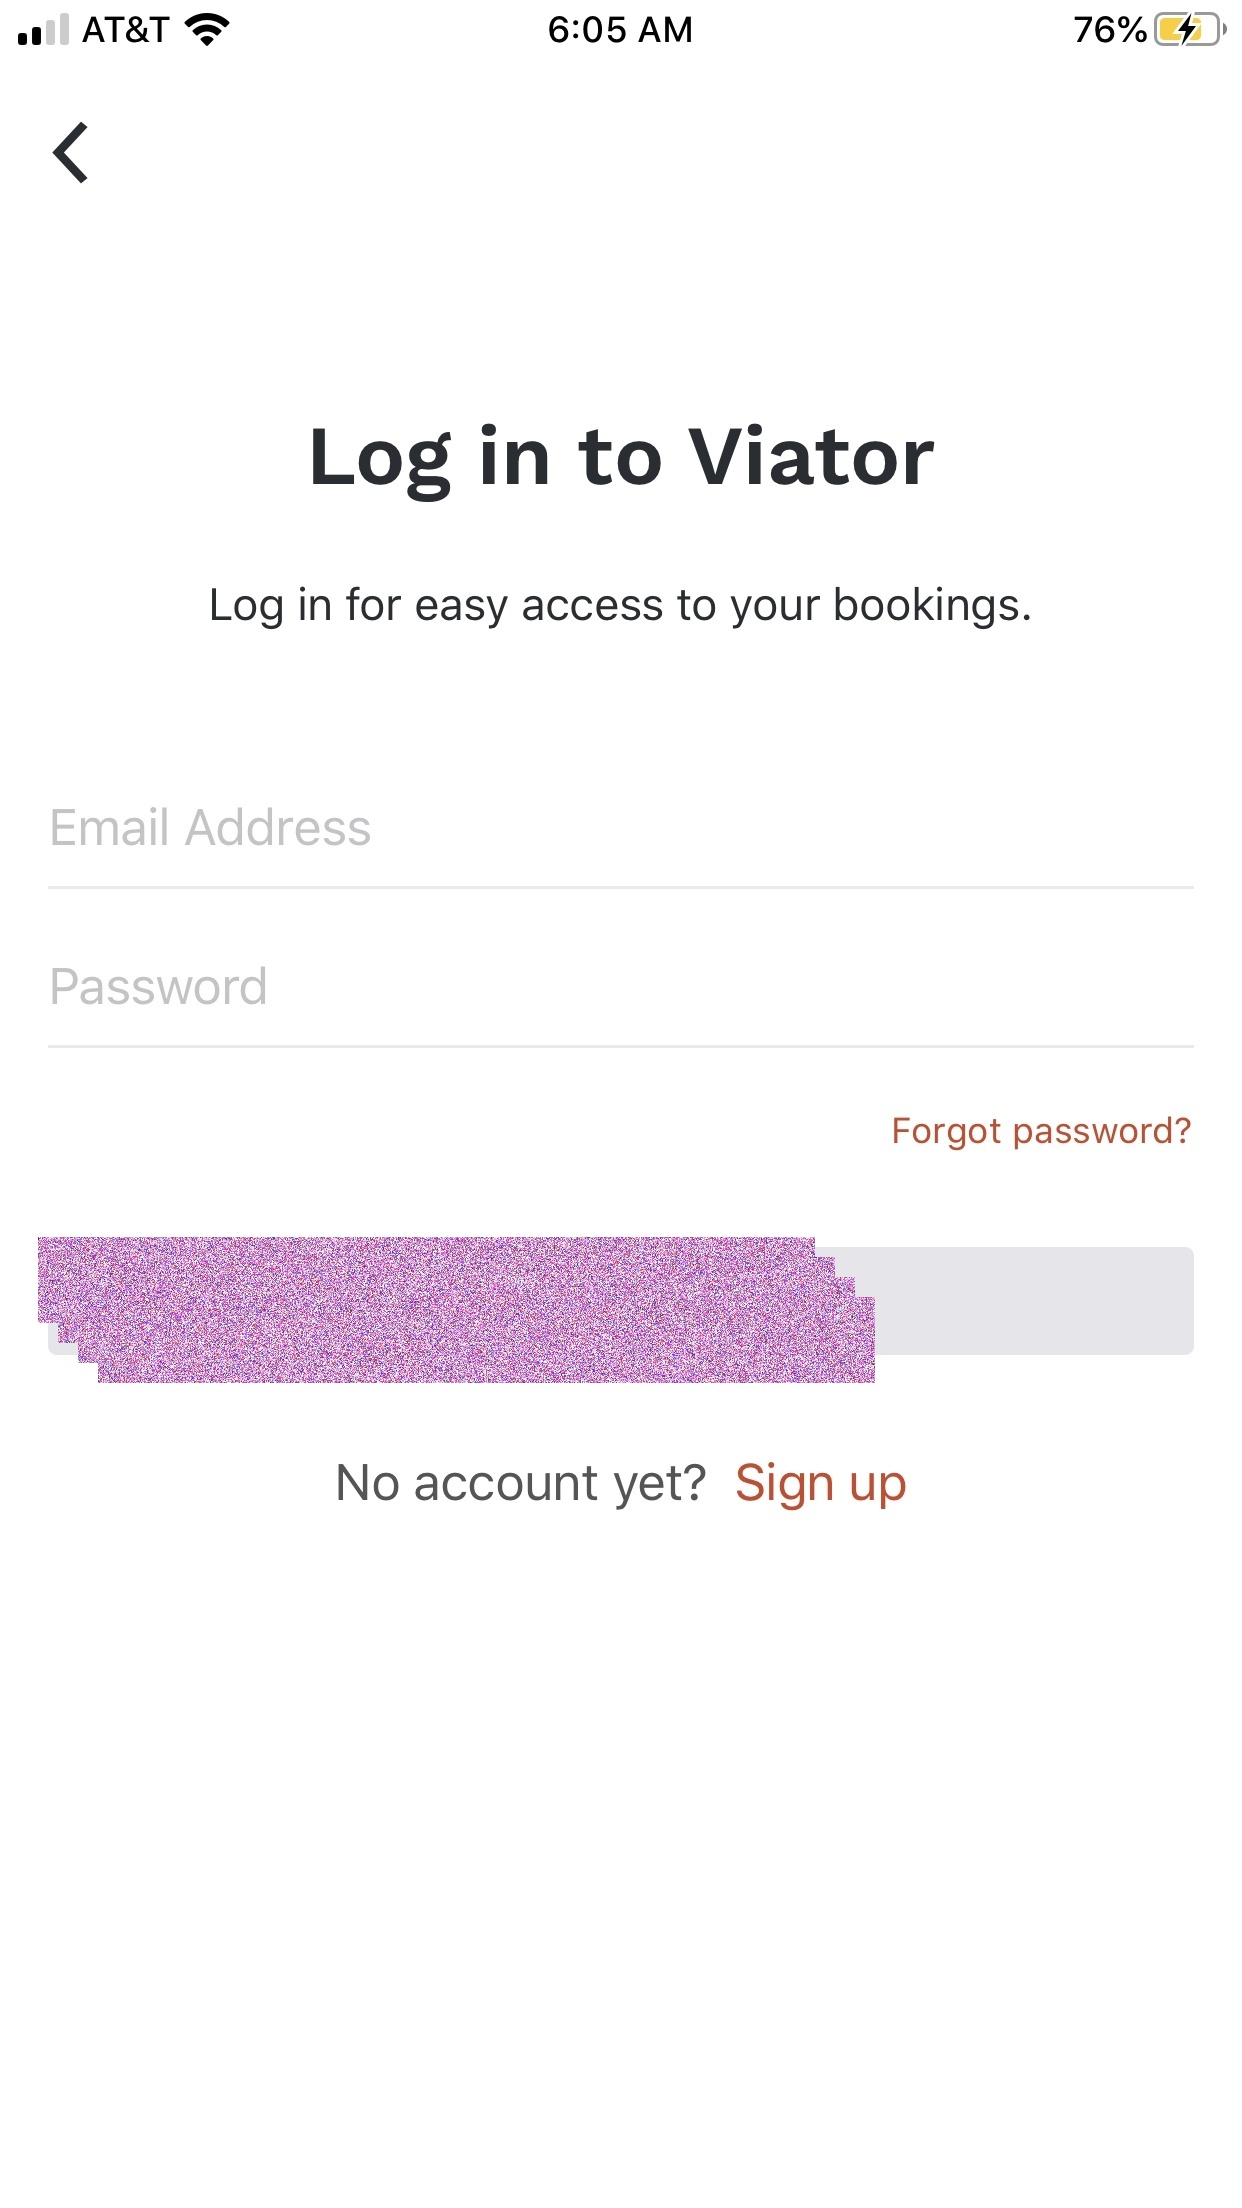 AT&T 6:05 AM 76%
Log in to Viator
Log in for easy access to your bookings.
Email Address
Password
Forgot password?
No account yet? Sign up